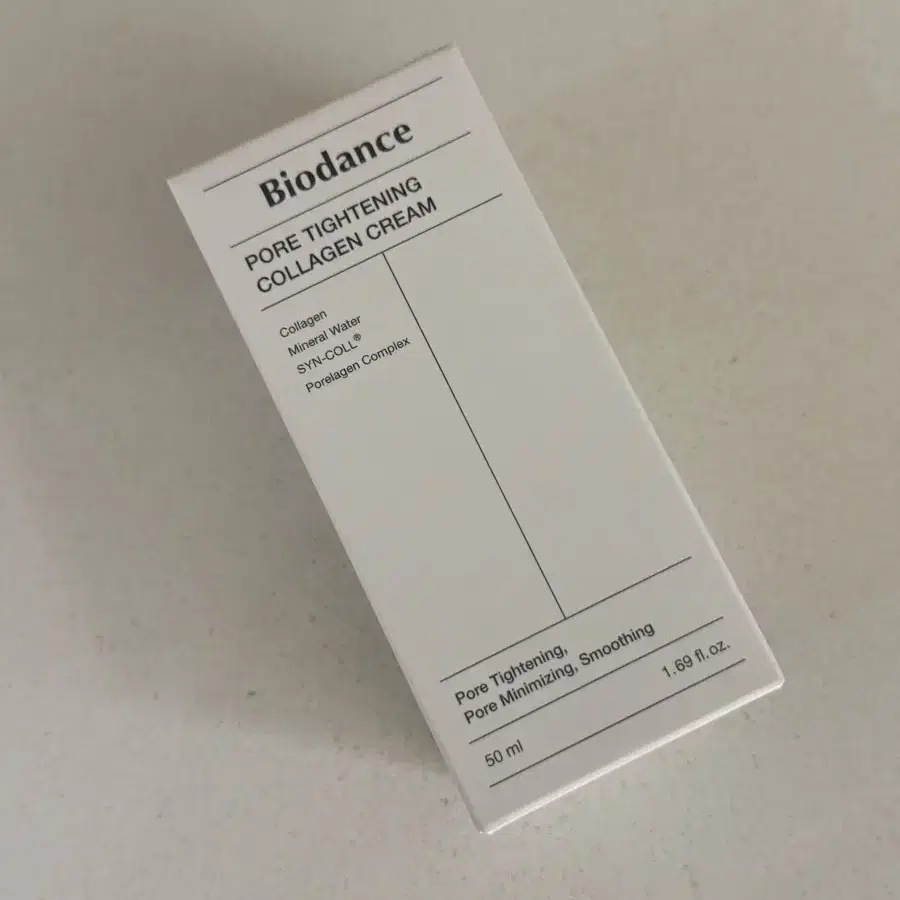 Biodance
PORE TIGHTENING
COLLAGEN CREAM
Collagen
Mineral Water
SYN-COLL®
Porelagen Complex
Pore Tightening,
Pore Minimizing, Smoothing
50 ml 1.69 fl.oz.